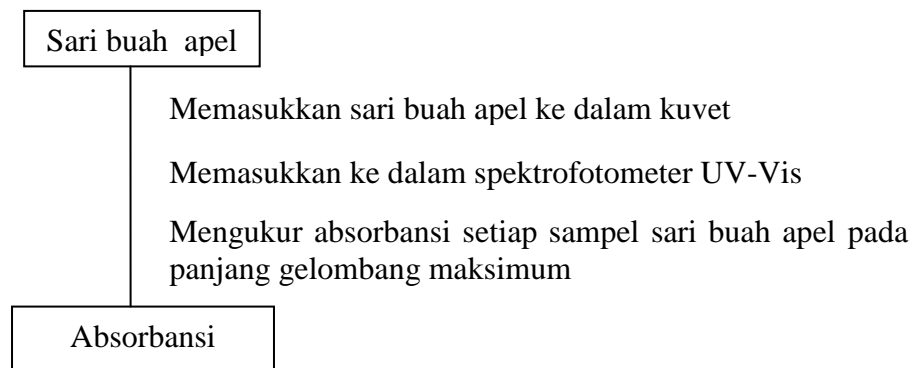 Sari buah apel
Memasukkan sari buah apel ke dalam kuvet
Memasukkan ke dalam spektrofotometer UV-Vis
Mengukur absorbansi setiap sampel sari buah apel pada
panjang gelombang maksimum
Absorbansi